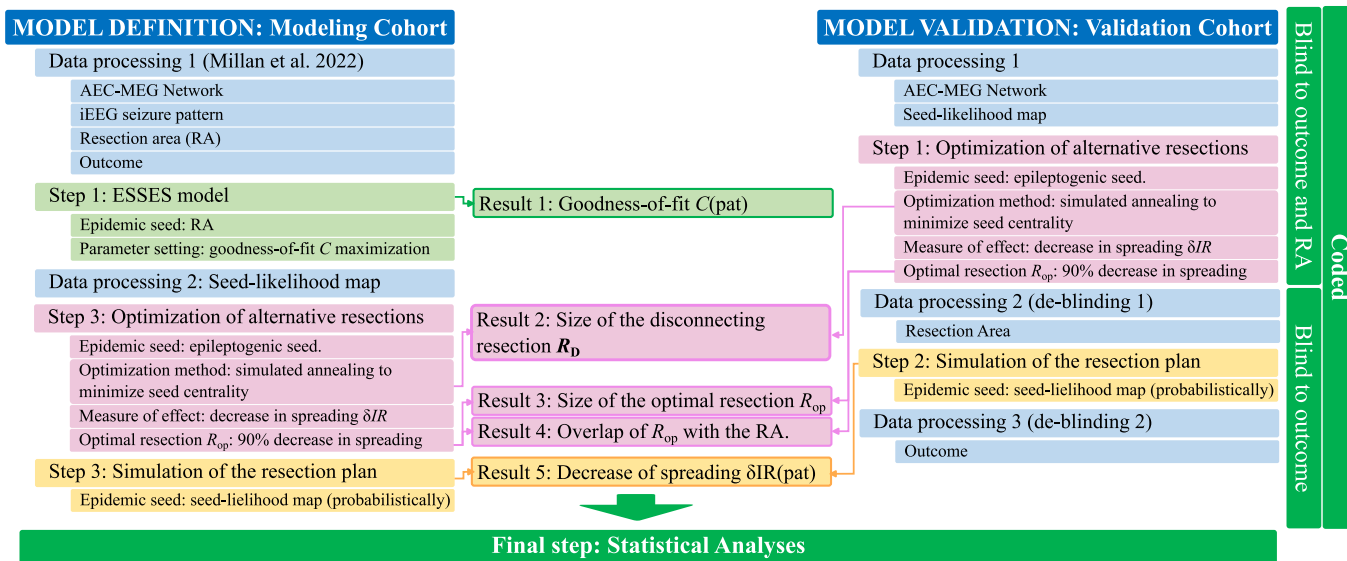 MODEL DEFINITION: Modeling Cohort
Data processing 1 (Millan et al. 2022)
AEC-MEG Network
iEEG seizure pattern
Resection area (RA)
Outcome
Step 1: ESSES model
Epidemic seed: RA
Parameter setting: goodness-of-fit C maximization
Data processing 2: Seed-likelihood map
Step 3: Optimization of alternative resections
Epidemic seed: epileptogenic seed.
Optimization method: simulated annealing to
minimize seed centrality
Measure of effect: decrease in spreading δIR
Optimal resection Rop: 90% decrease in spreading
Step 3: Simulation of the resection plan
Epidemic seed: seed-lielihood map (probabilistically)
Result 1: Goodness-of-fit C(pat)
Result 2: Size of the disconnecting
resection RD
Result 3: Size of the optimal resection Rop
Result 4: Overlap of Rop with the RA.
Result 5: Decrease of spreading δIR(pat)
MODEL VALIDATION: Validation Cohort
Data processing 1
AEC-MEG Network
Seed-likelihood map
Step 1: Optimization of alternative resections
Epidemic seed: epileptogenic seed.
Optimization method: simulated annealing to
minimize seed centrality
Measure of effect: decrease in spreading δIR
Optimal resection Rop: 90% decrease in spreading
Data processing 2 (de-blinding 1)
Resection Area
Step 2: Simulation of the resection plan
Epidemic seed: seed-lielihood map (probabilistically)
Data processing 3 (de-blinding 2)
Outcome
Blind to outcome and RA
Blind to outcome
Coded
Final step: Statistical Analyses